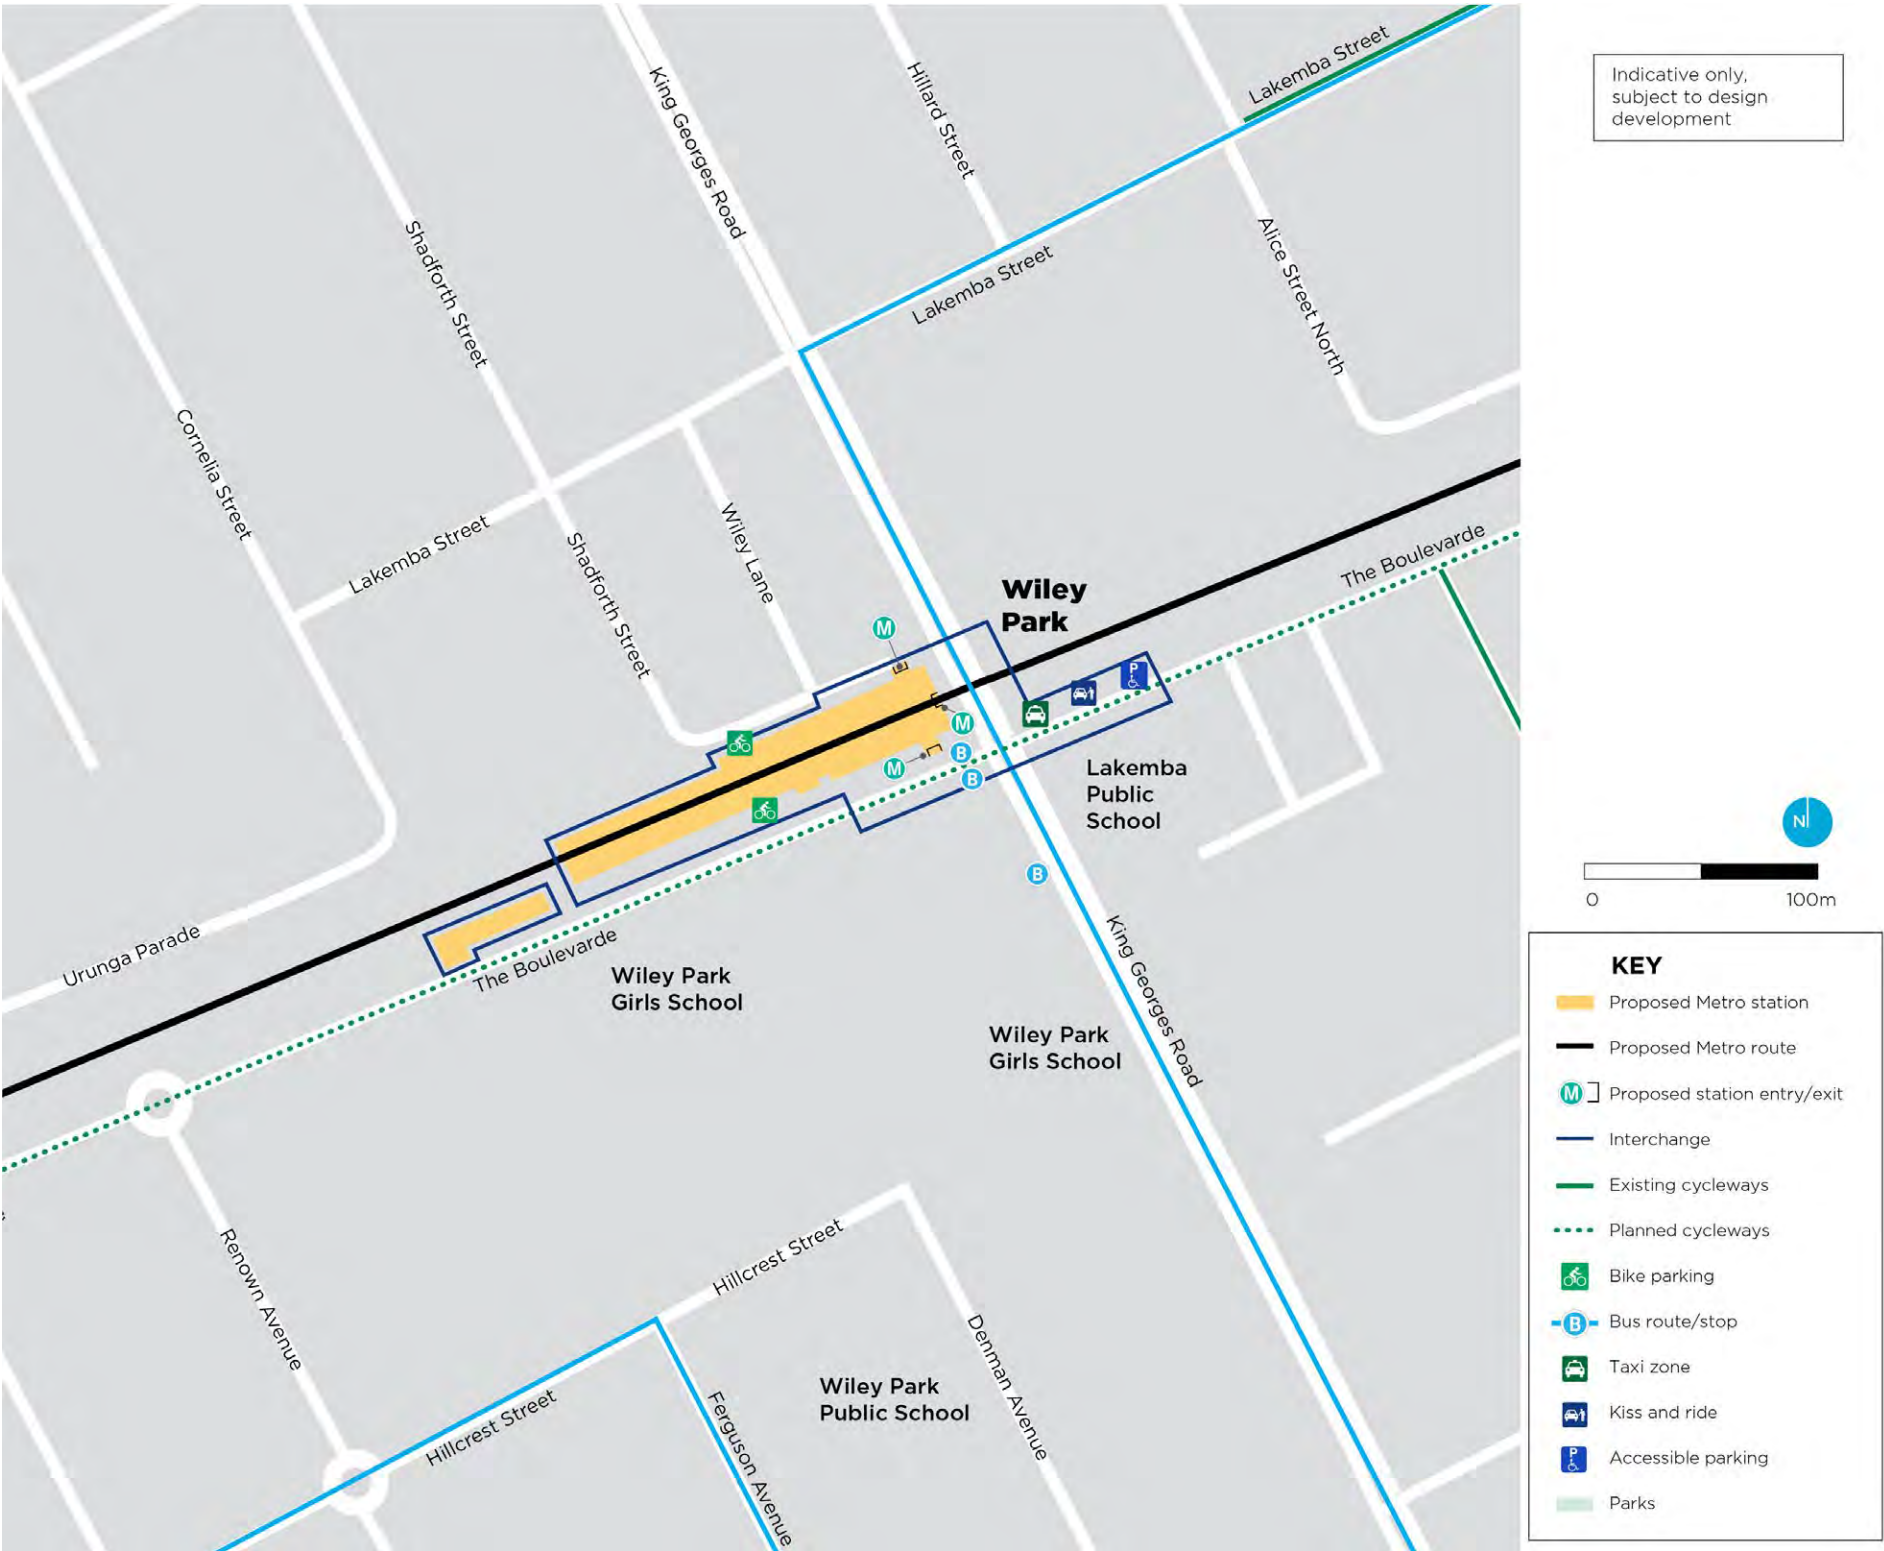 Indicative only,
subject to design
development
Lakemba Street
King Georges Road
Hillard Street
Shadforth Street
Lakemba Street
Alice Street North
Cornelia Street
Lakemba Street
Shadforth Street
Wiley Lane
The Boulevarde
Wiley
Park
M
P
M
B
M
B
Lakemba
Public
School
B
N
0
100m
Urunga Parade
The Boulevarde
Wiley Park
Girls School
King Georges Road
Wiley Park
Girls School
Renown Avenue
Hillcrest Street
Hillcrest Street
Ferguson Avenue
Denman Avenue
Wiley Park
Public School
KEY
Proposed Metro station
Proposed Metro route
M Proposed station entry/exit
Interchange
Existing cycleways
Planned cycleways
Bike parking
B Bus route/stop
Taxi zone
Kiss and ride
P Accessible parking
Parks